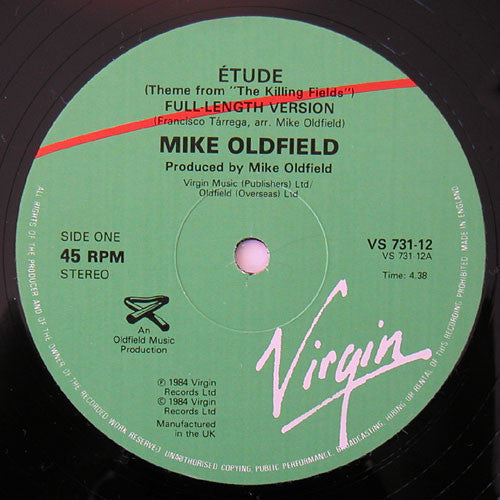 ÉTUDE
(Theme from "The Killing Fields")
FULL-LENGTH VERSION
(Francisco Tàrrega, arr. Mike Oldfield)
MIKE OLDFIELD
Produced by Mike Oldfield
Virgin Music (Publishers) Ltd/
Oldfield (Overseas) Ltd
SIDE ONE
45 RPM
STEREO
VS 731-12
VS 731 12A
Time: 4.38
An
Oldfield Music
Production
Virgin
℗ 1984 Virgin
Records Ltd
© 1984 Virgin
Records Ltd
Manufactured
in the UK
ALL RIGHTS OF THE PRODUCER AND OF THE OWNER OF THE RECORDED WORK RESERVED. UNAUTHORISED COPYING, PUBLIC PERFORMANCE, BROADCASTING, HIRING OR RENTAL OF THIS RECORDING PROHIBITED. MADE IN ENGLAND